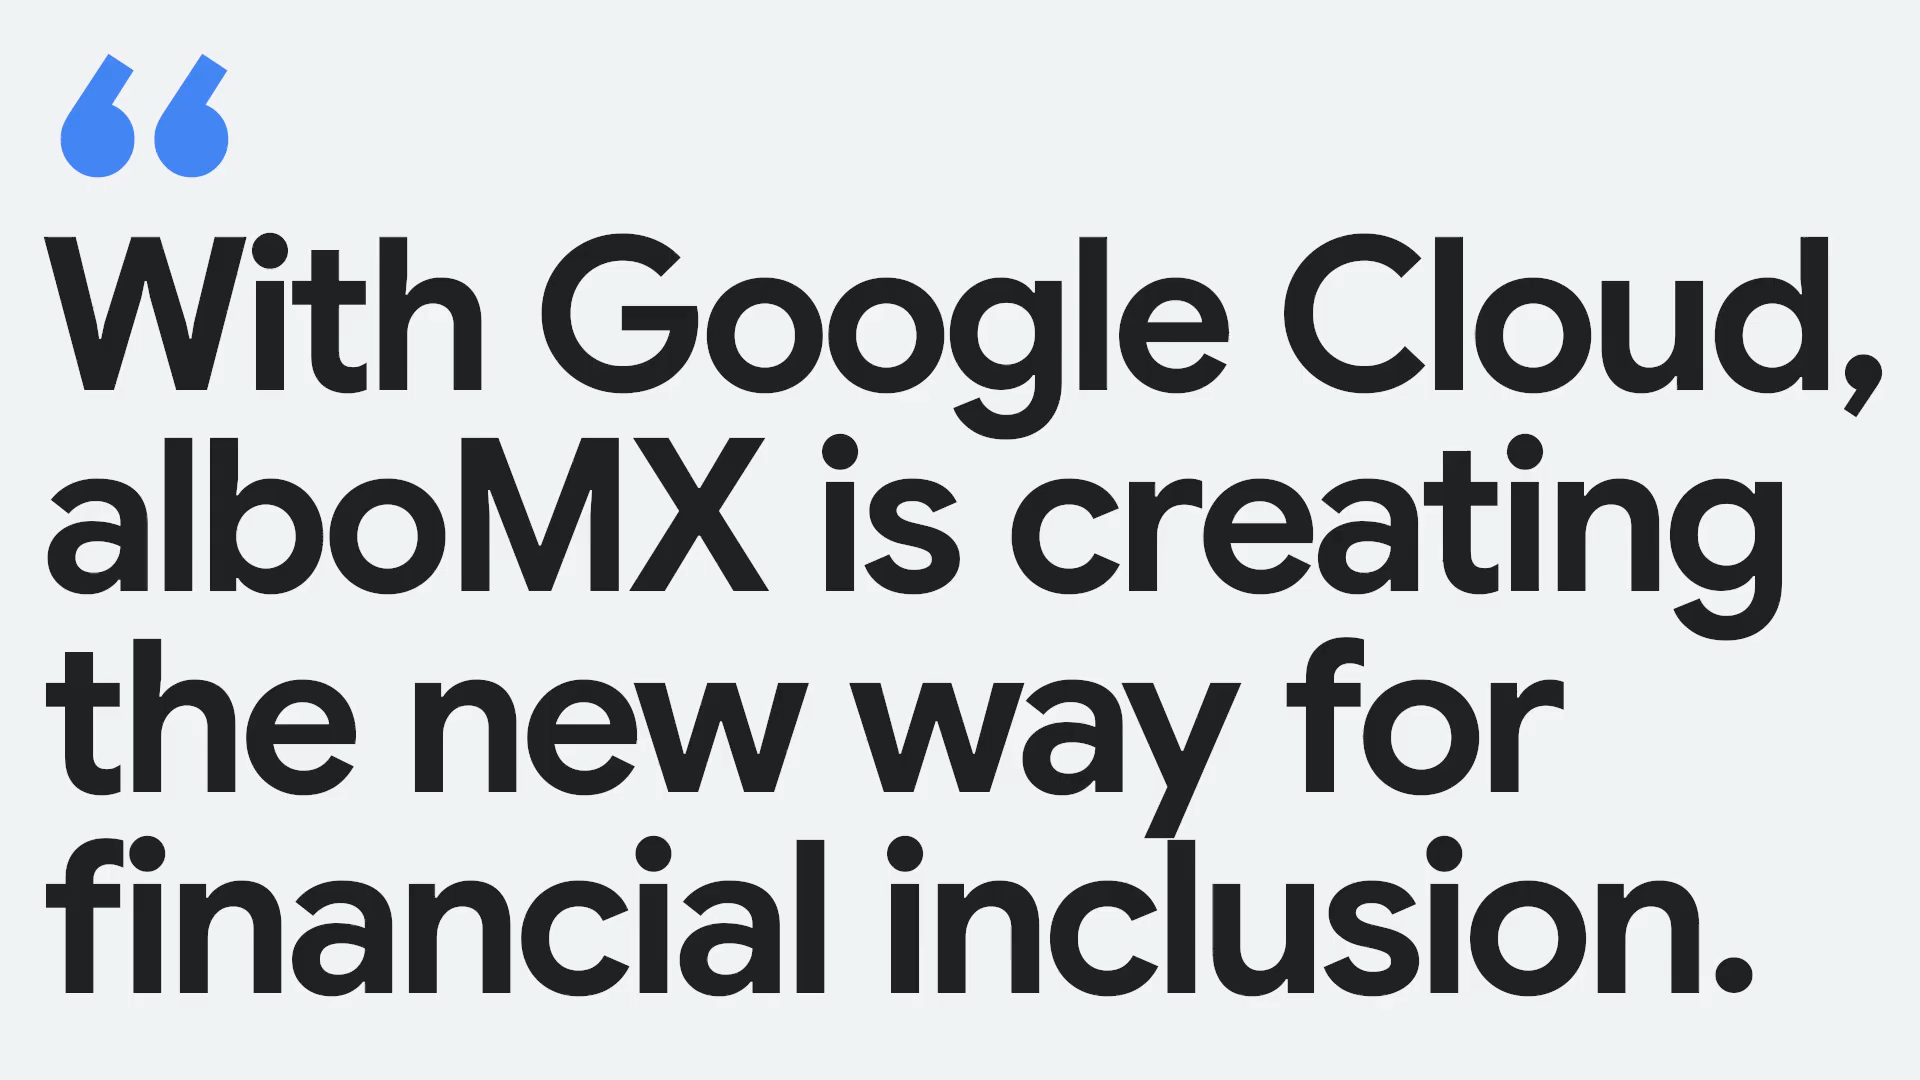 “
With Google Cloud,
alboMX is creating
the new way for
financial inclusion.